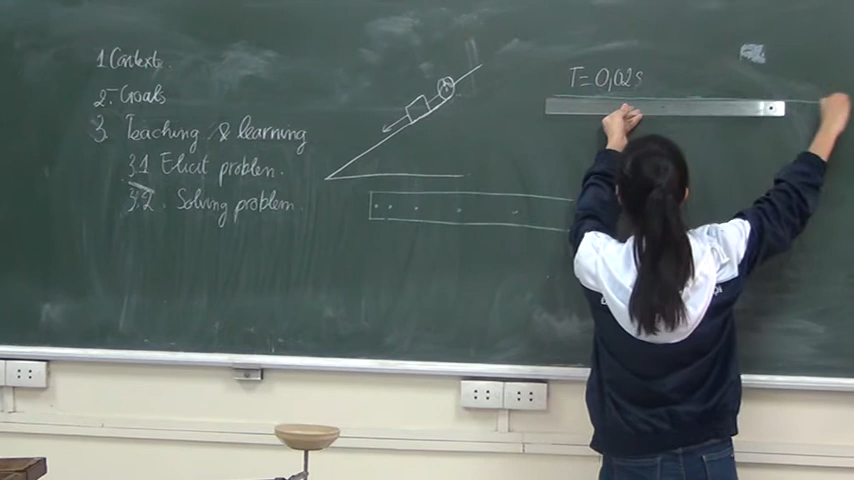 1 Context.
2. Goals
3. Teaching & learning
3.1 Elicit problem.
3.2. Solving problem.
T = 0,02s